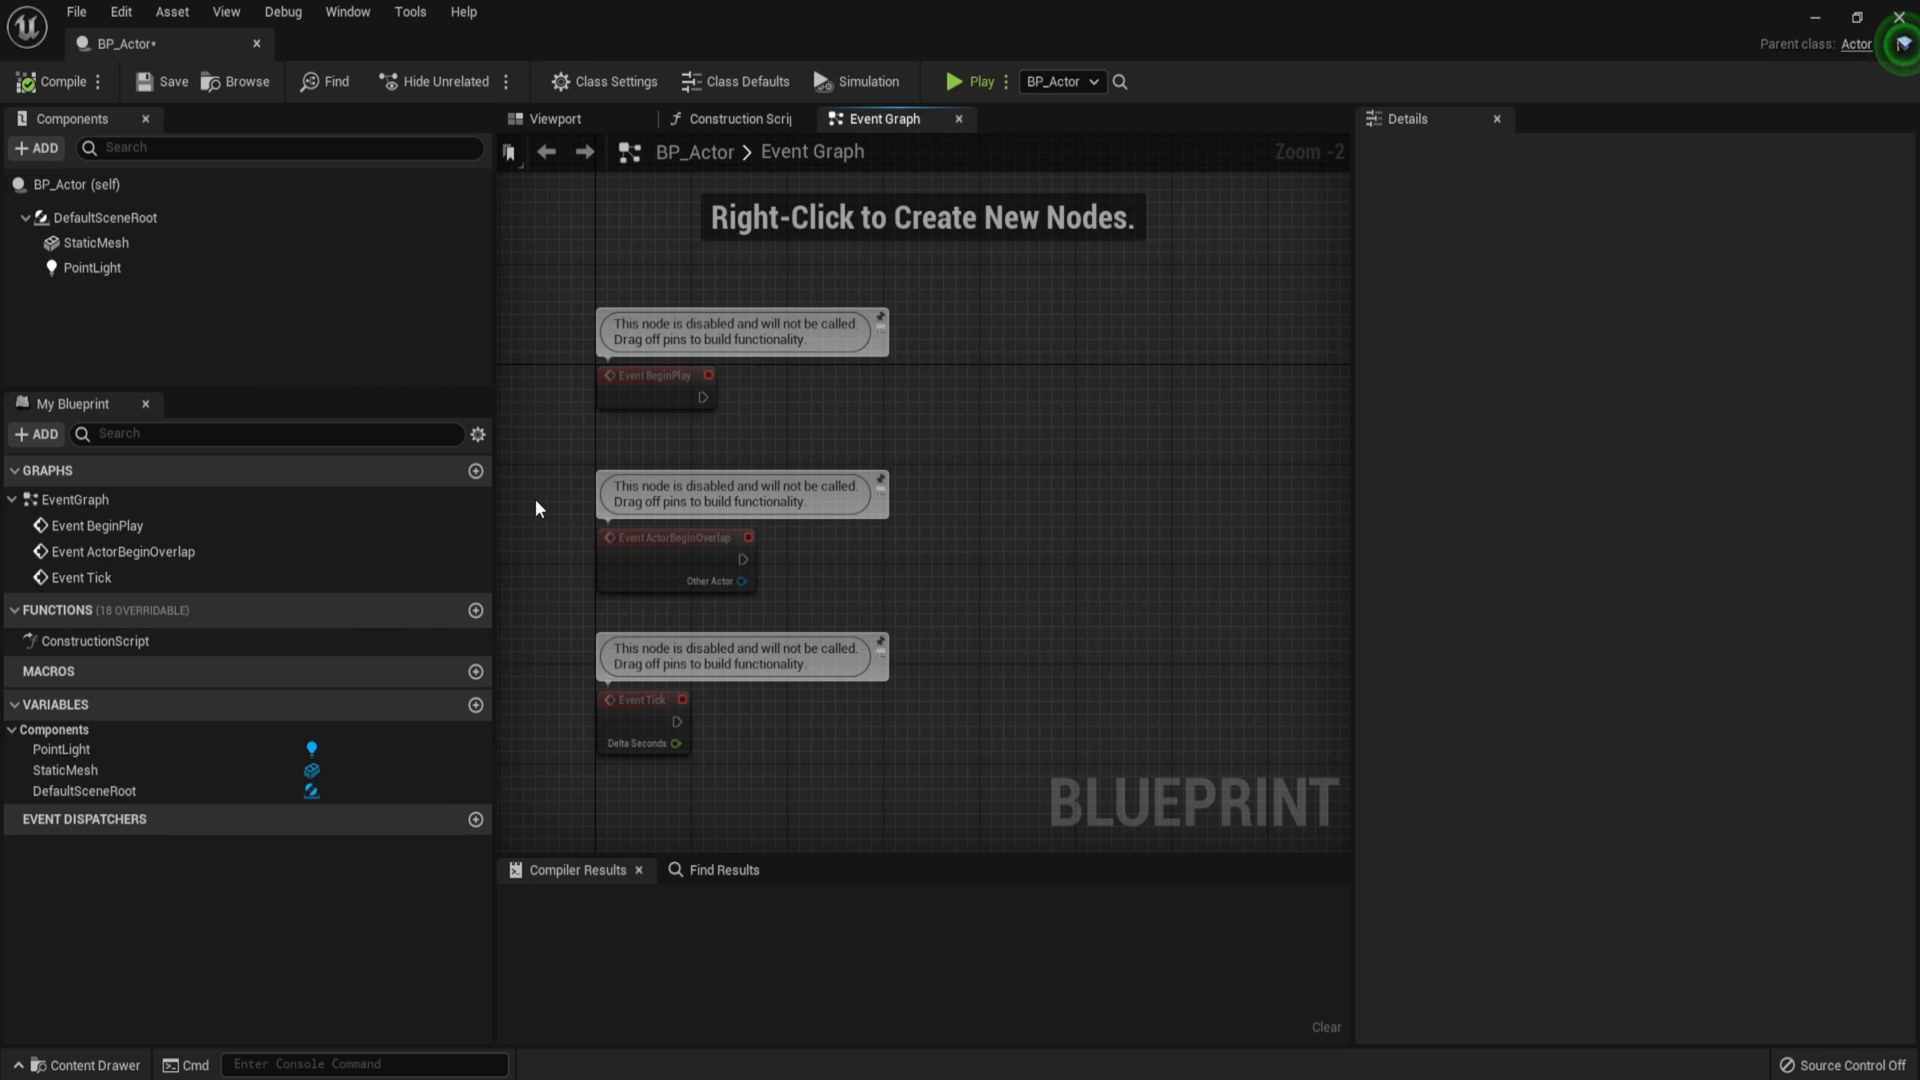 File Edit Asset View Debug Window Tools Help
BP_Actor*
Parent class: Actor
Compile Save Browse Find Hide Unrelated Class Settings Class Defaults Simulation Play BP_Actor
Components
Viewport Construction Scrip Event Graph
Details
+ ADD Search
BP_Actor > Event Graph
Zoom -2
BP_Actor (self)
DefaultSceneRoot
StaticMesh
PointLight
Right-Click to Create New Nodes.
This node is disabled and will not be called.
Drag off pins to build functionality.
Event BeginPlay
This node is disabled and will not be called.
Drag off pins to build functionality.
Event ActorBeginOverlap
Other Actor
This node is disabled and will not be called.
Drag off pins to build functionality.
Event Tick
Delta Seconds
BLUEPRINT
My Blueprint
+ ADD Search
GRAPHS
EventGraph
Event BeginPlay
Event ActorBeginOverlap
Event Tick
FUNCTIONS (18 OVERRIDABLE)
ConstructionScript
MACROS
VARIABLES
Components
PointLight
StaticMesh
DefaultSceneRoot
EVENT DISPATCHERS
Compiler Results Find Results
Clear
Content Drawer Cmd Enter Console Command
Source Control Off